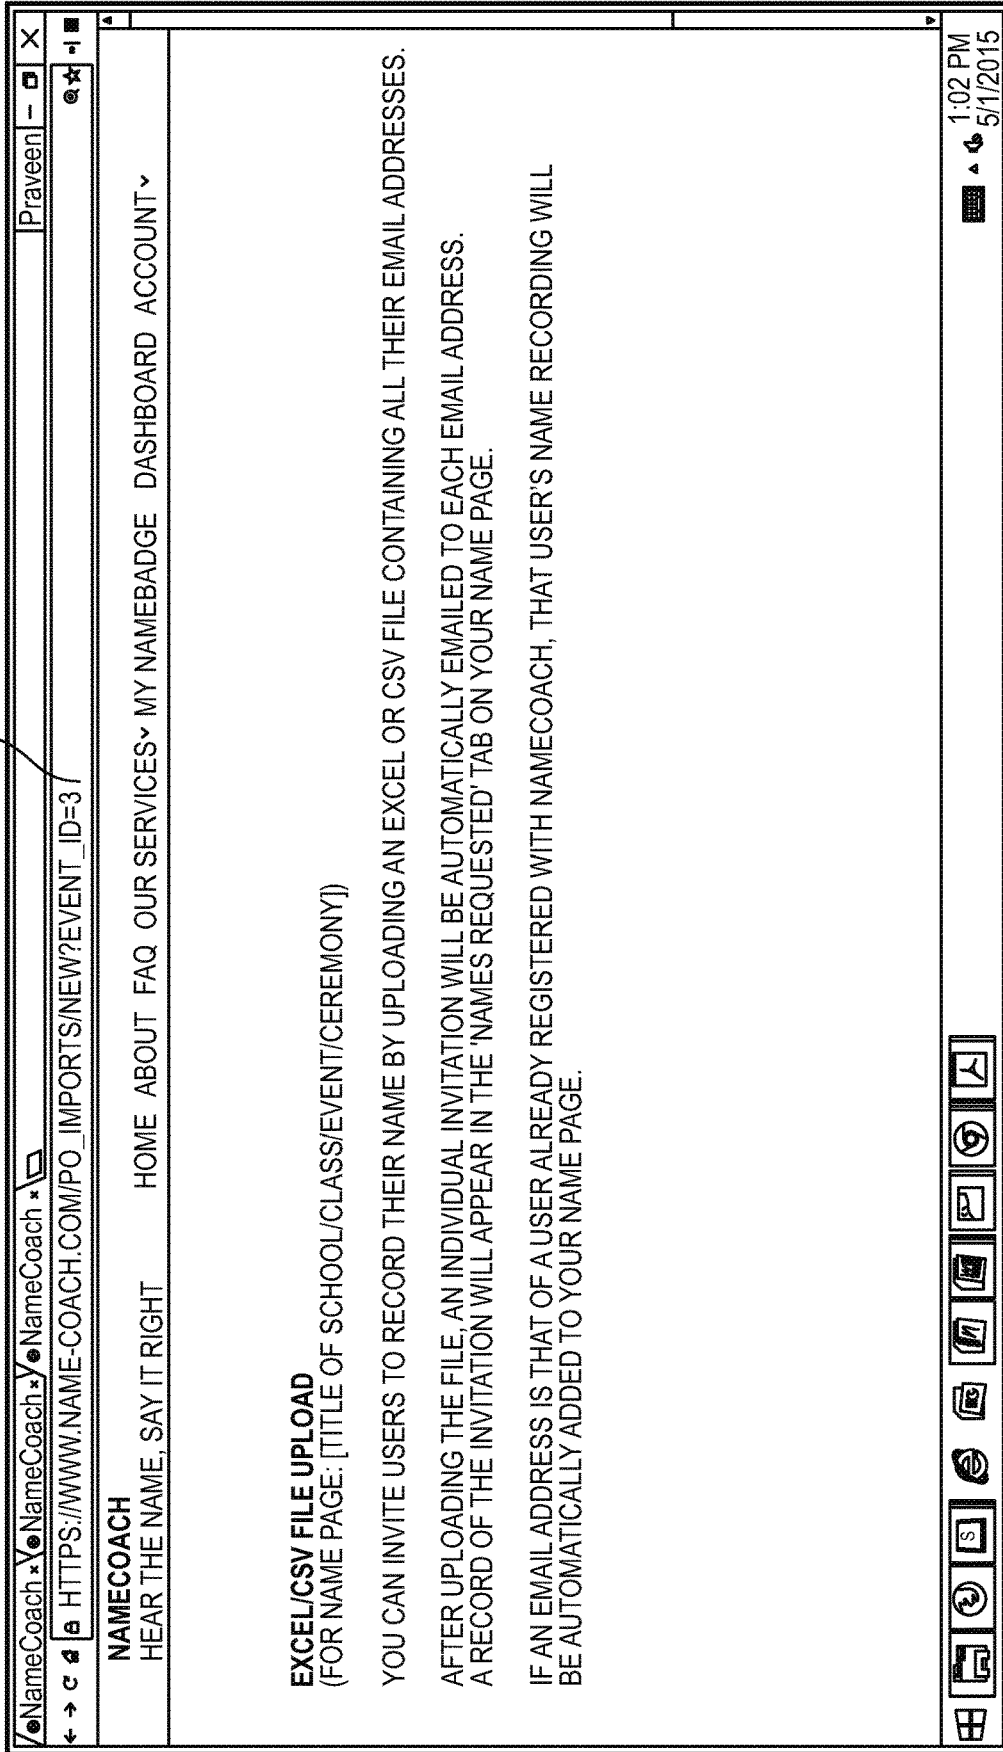 NameCoach × NameCoach × NameCoach × Praveen
HTTPS://WWW.NAME-COACH.COM/PO_IMPORTS/NEW?EVENT_ID=3
NAMECOACH
HEAR THE NAME, SAY IT RIGHT
HOME ABOUT FAQ OUR SERVICES MY NAMEBADGE DASHBOARD ACCOUNT
EXCEL/CSV FILE UPLOAD
(FOR NAME PAGE: [TITLE OF SCHOOL/CLASS/EVENT/CEREMONY])
YOU CAN INVITE USERS TO RECORD THEIR NAME BY UPLOADING AN EXCEL OR CSV FILE CONTAINING ALL THEIR EMAIL ADDRESSES.
AFTER UPLOADING THE FILE, AN INDIVIDUAL INVITATION WILL BE AUTOMATICALLY EMAILED TO EACH EMAIL ADDRESS.
A RECORD OF THE INVITATION WILL APPEAR IN THE 'NAMES REQUESTED' TAB ON YOUR NAME PAGE.
IF AN EMAIL ADDRESS IS THAT OF A USER ALREADY REGISTERED WITH NAMECOACH, THAT USER'S NAME RECORDING WILL
BE AUTOMATICALLY ADDED TO YOUR NAME PAGE.
S
1:02 PM
5/1/2015